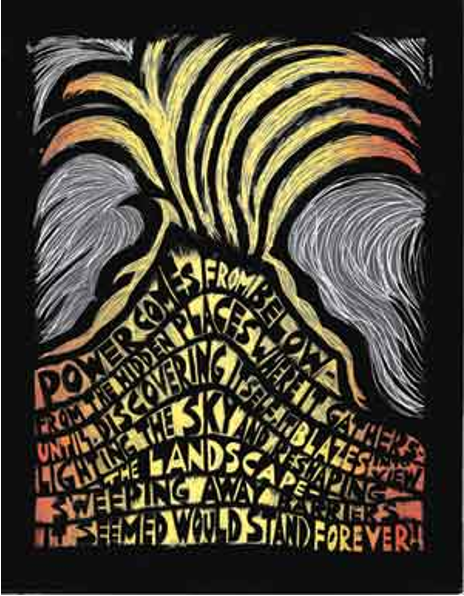 POWER COMES FROM BELOW
FROM THE HIDDEN PLACES WHERE IT GATHERS
UNTIL, DISCOVERING ITSELF, IT BLAZES INTO VIEW
LIGHTING THE SKY AND RESHAPING
THE LANDSCAPE-
SWEEPING AWAY BARRIERS
IT SEEMED WOULD STAND FOREVER!